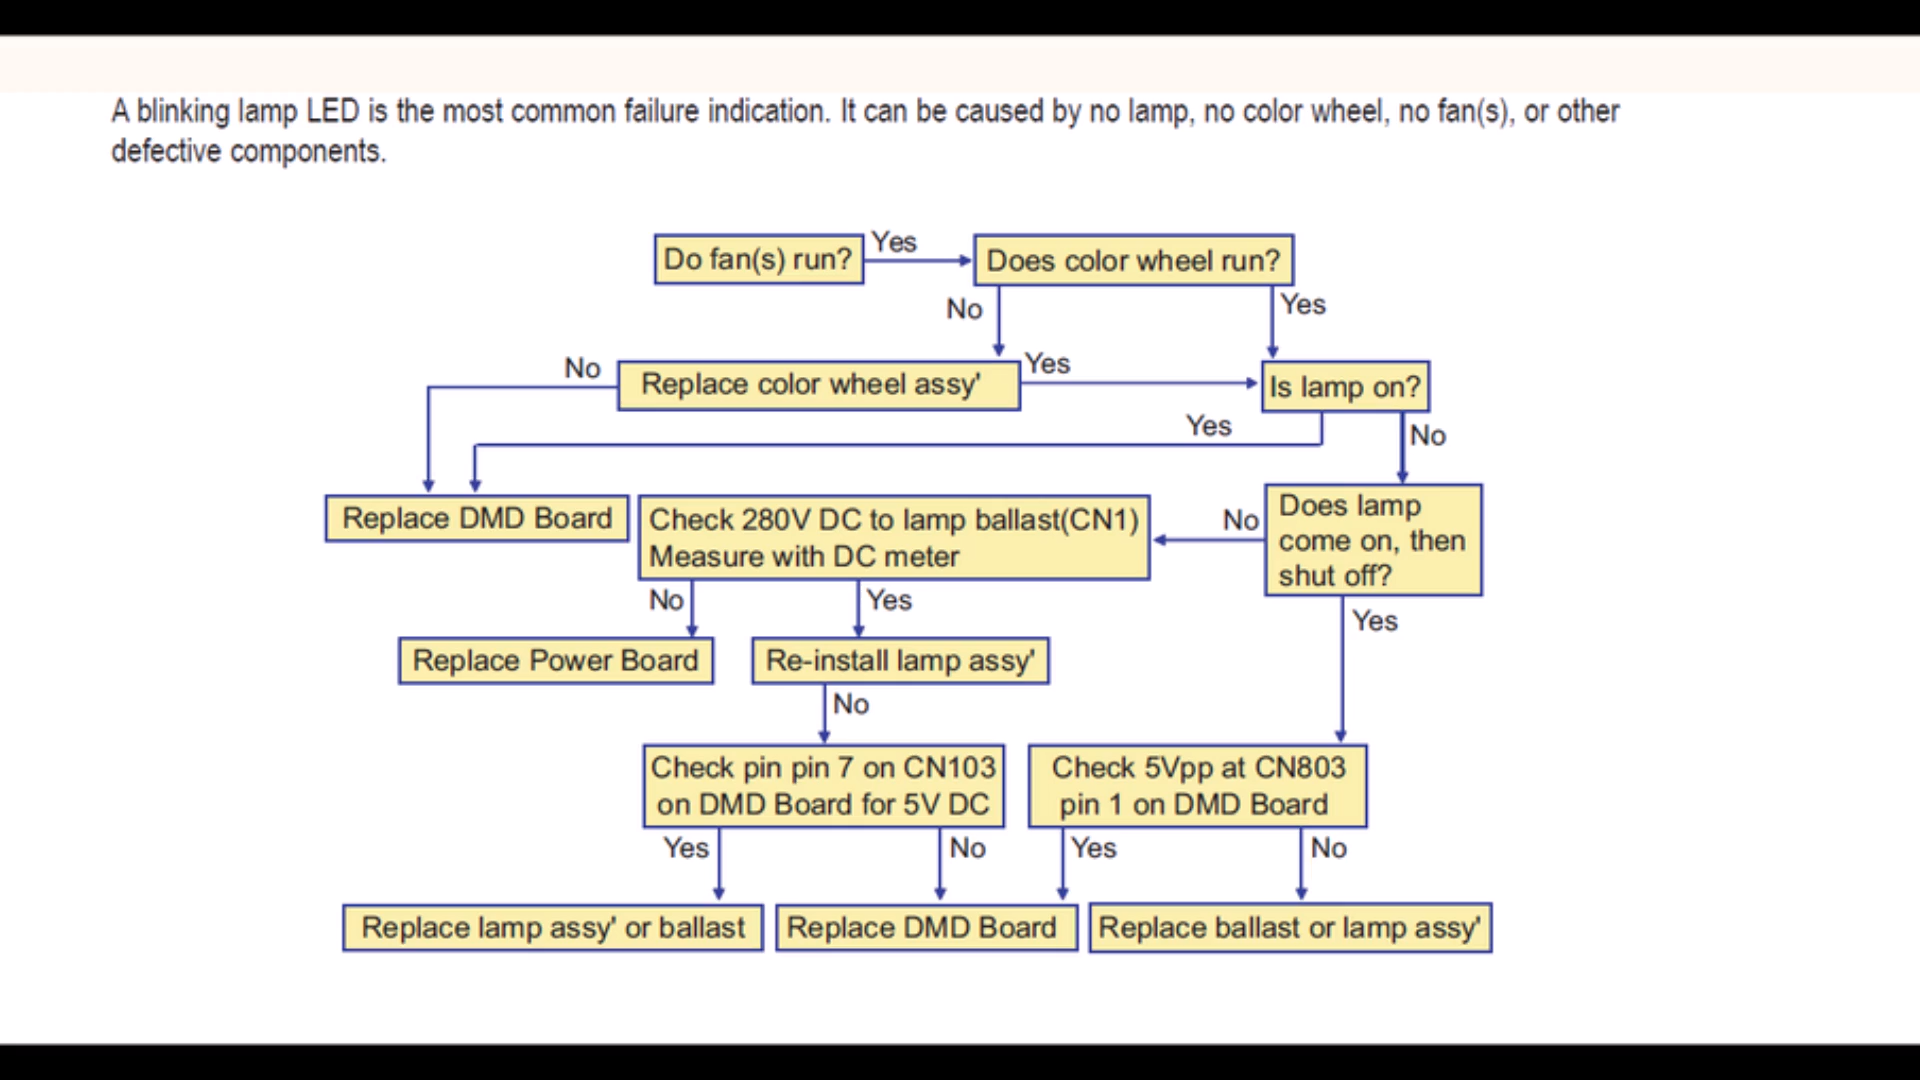 A blinking lamp LED is the most common failure indication. It can be caused by no lamp, no color wheel, no fan(s), or other
defective components.
Do fan(s) run?
Yes
Does color wheel run?
No
Yes
No
Replace color wheel assy'
Yes
Is lamp on?
Yes
No
Replace DMD Board
Check 280V DC to lamp ballast(CN1)
Measure with DC meter
No
Does lamp
come on, then
shut off?
No
Yes
Yes
Replace Power Board
Re-install lamp assy'
No
Check pin pin 7 on CN103
on DMD Board for 5V DC
Check 5Vpp at CN803
pin 1 on DMD Board
Yes
No
Yes
No
Replace lamp assy' or ballast
Replace DMD Board
Replace ballast or lamp assy'